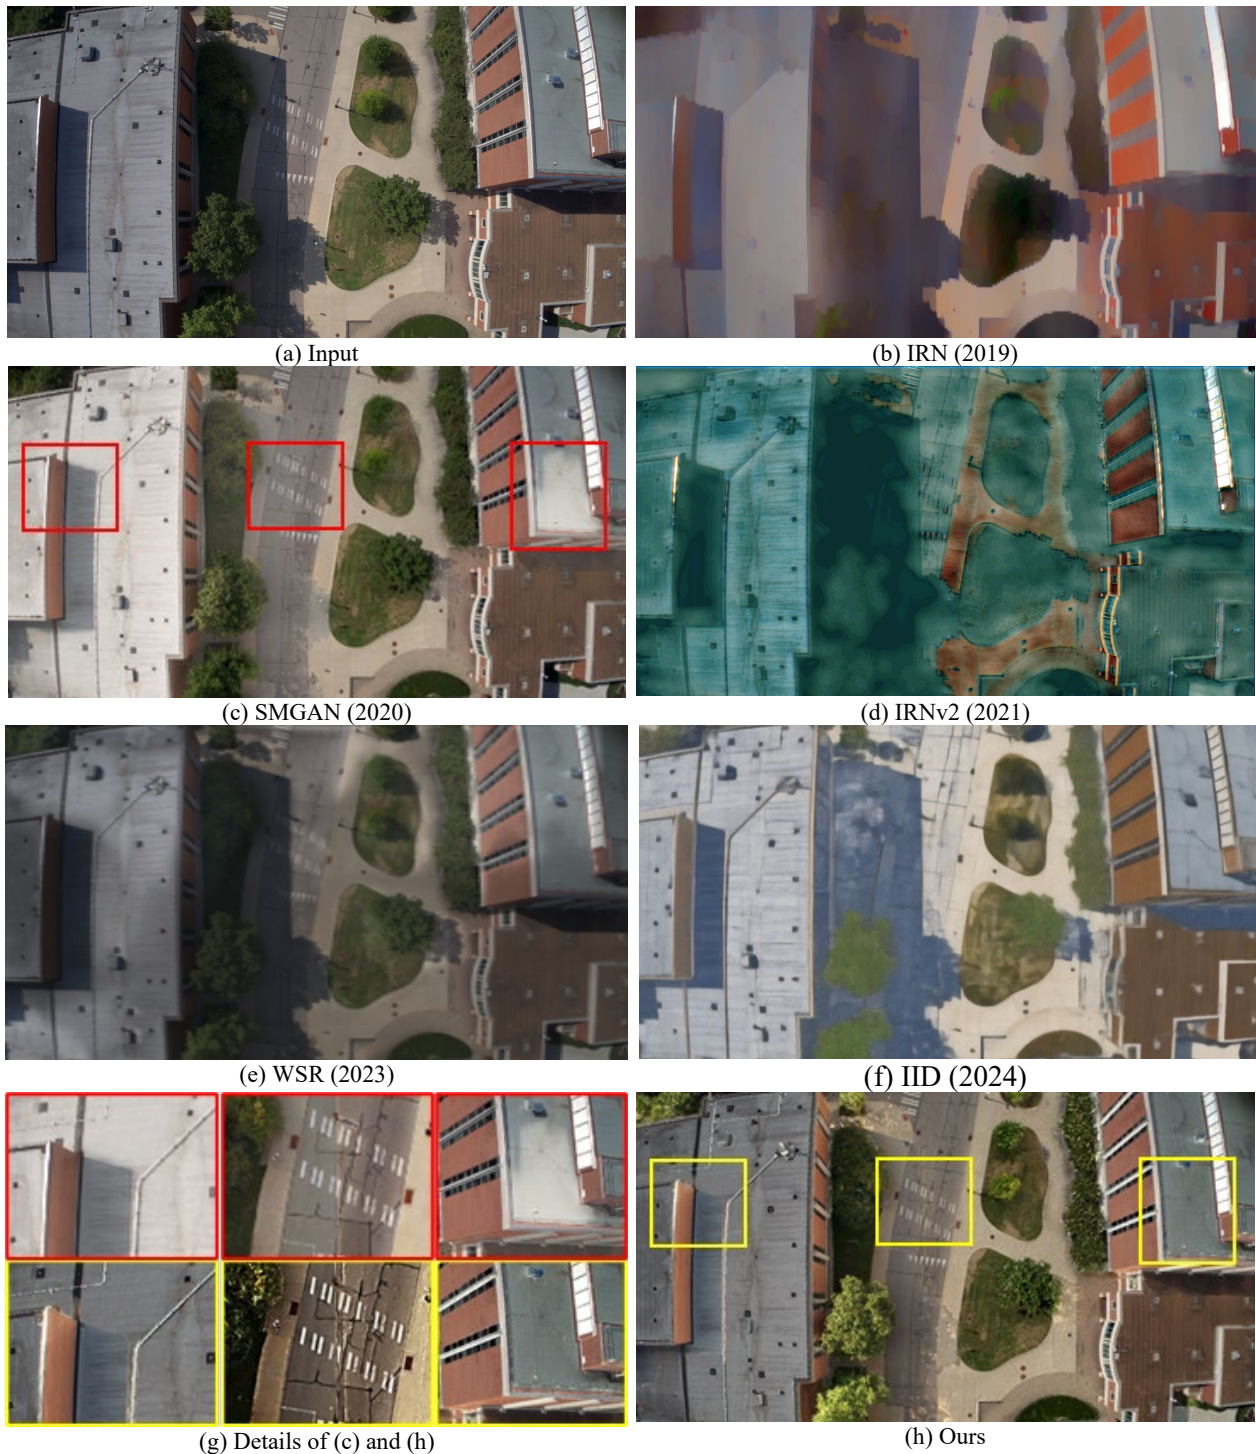 (a) Input
(b) IRN (2019)
(c) SMGAN (2020)
(d) IRNv2 (2021)
(e) WSR (2023)
(f) IID (2024)
(g) Details of (c) and (h)
(h) Ours